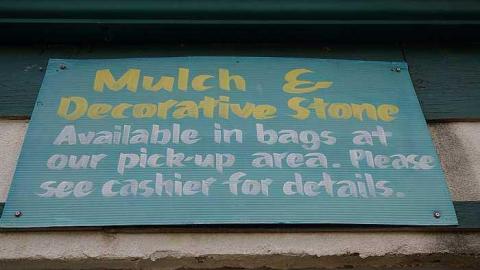 Mulch &
Decorative Stone
Available in bags at
our pick-up area. Please
see cashier for details.